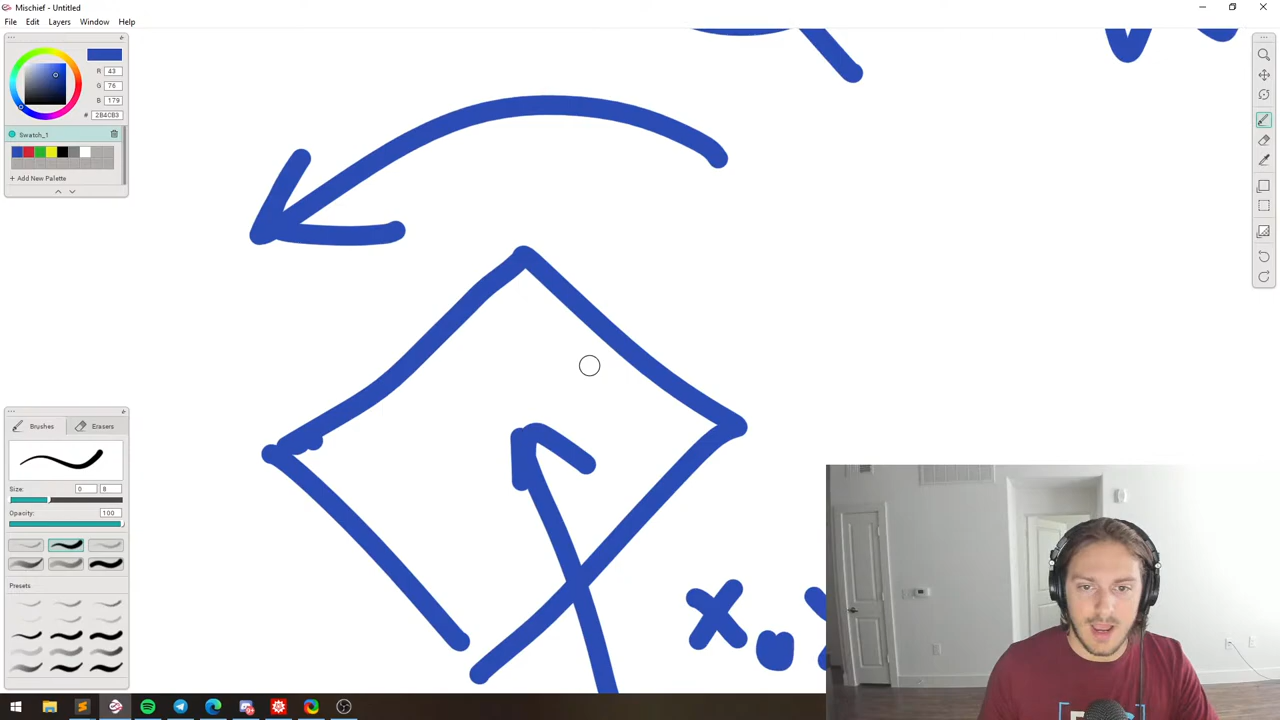 Mischief - Untitled
File Edit Layers Window Help
R 43
G 76
B 179
# 2B4CB3
Swatch_1
+ Add New Palette
Brushes Erasers
Size: 0 8
Opacity: 100
Presets
x